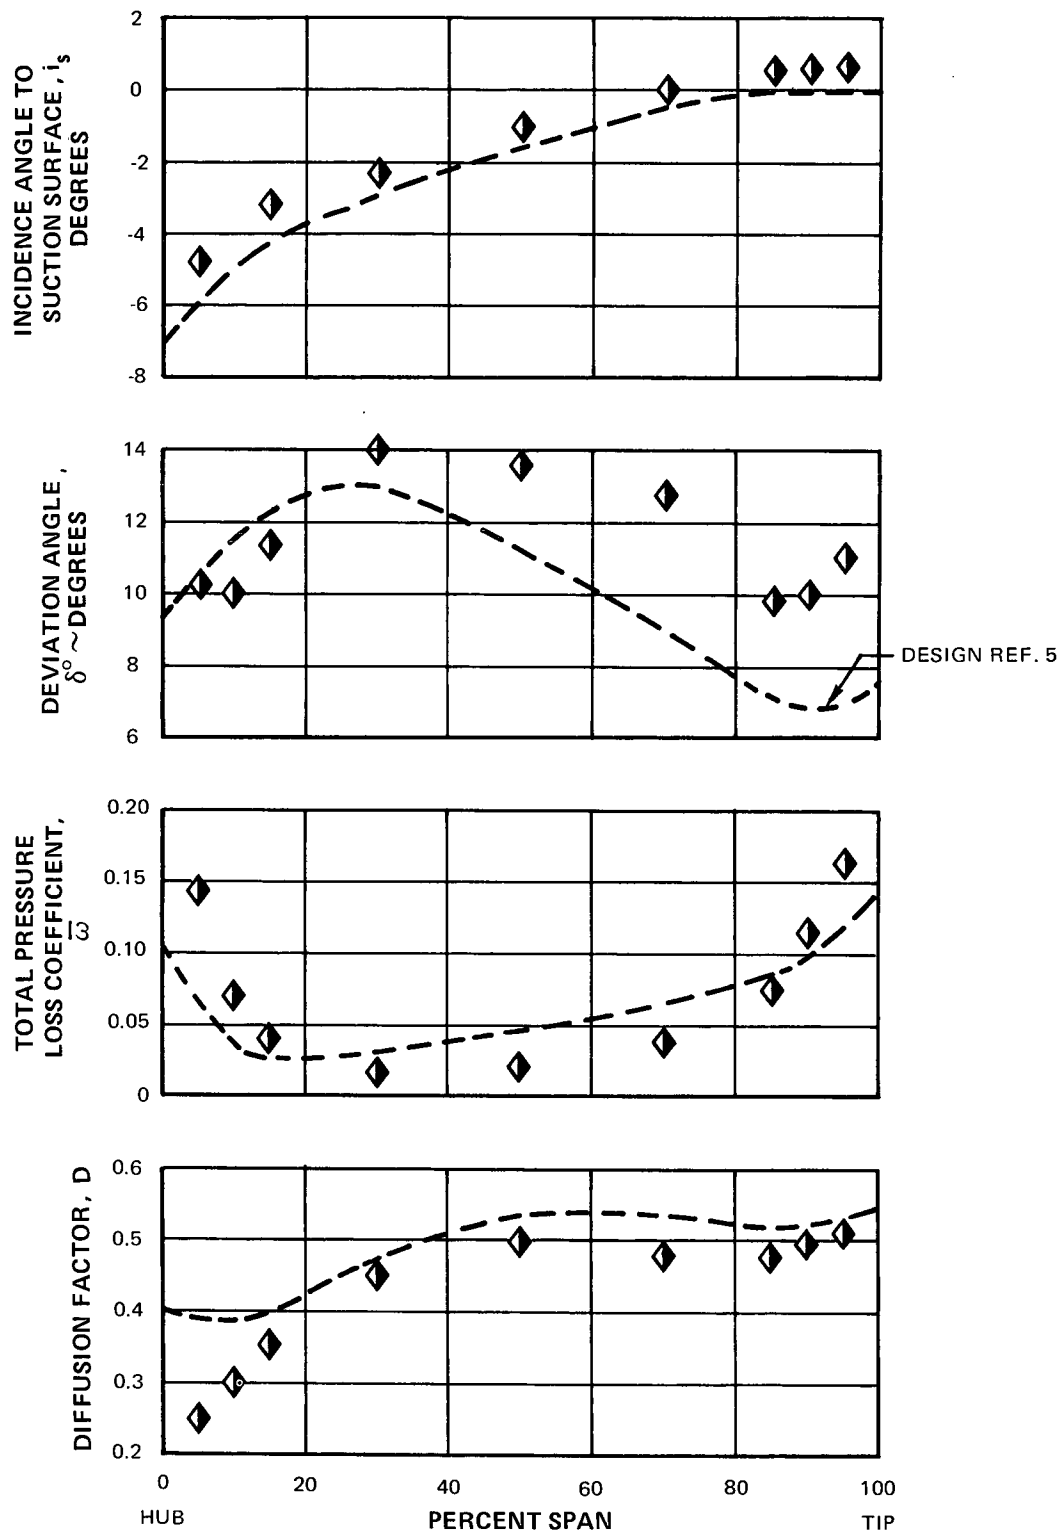 INCIDENCE ANGLE TO
SUCTION SURFACE, iₛ
DEGREES
2
0
-2
-4
-6
-8
DEVIATION ANGLE,
δ° ~ DEGREES
14
12
10
8
6
DESIGN REF. 5
TOTAL PRESSURE
LOSS COEFFICIENT,
ω̅
0.20
0.15
0.10
0.05
0
DIFFUSION FACTOR, D
0.6
0.5
0.4
0.3
0.2
0 20 40 60 80 100
HUB PERCENT SPAN TIP